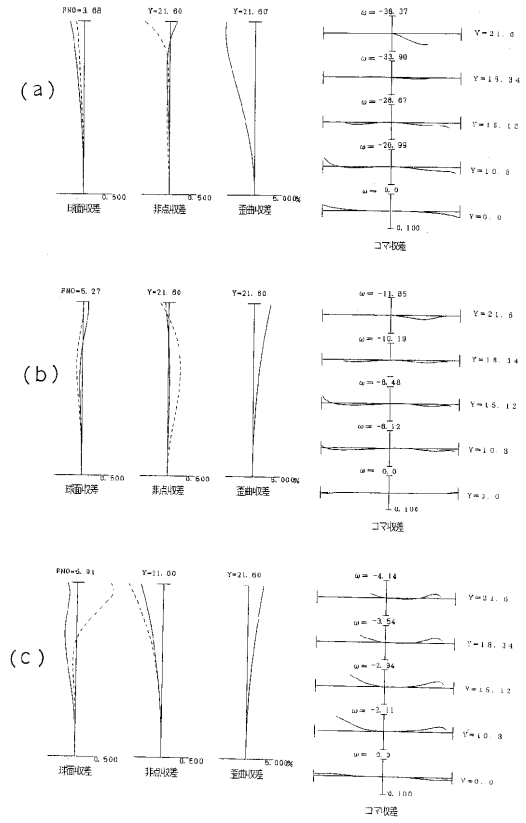 FNO=3.68 Y=21.60 Y=21.60
ω=-38.37
Y=21.6
ω=-33.90
Y=18.34
ω=-28.67
Y=15.12
ω=-20.99
Y=10.8
ω= 0.0
Y=0.0
0.100
コマ収差
(a)
0.500 0.500 5.000%
球面収差 非点収差 歪曲収差
FNO=5.27 Y=21.60 Y=21.60
ω=-11.85
Y=21.6
ω=-10.19
Y=18.34
ω=-8.48
Y=15.12
ω=-6.12
Y=10.8
ω= 0.0
Y=0.0
0.100
コマ収差
(b)
0.500 0.500 5.000%
球面収差 非点収差 歪曲収差
FNO=5.91 Y=21.60 Y=21.60
ω=-4.14
Y=21.6
ω=-3.54
Y=18.34
ω=-2.94
Y=15.12
ω=-2.11
Y=10.8
ω= 0.0
Y=0.0
0.100
コマ収差
(c)
0.500 0.500 5.000%
球面収差 非点収差 歪曲収差